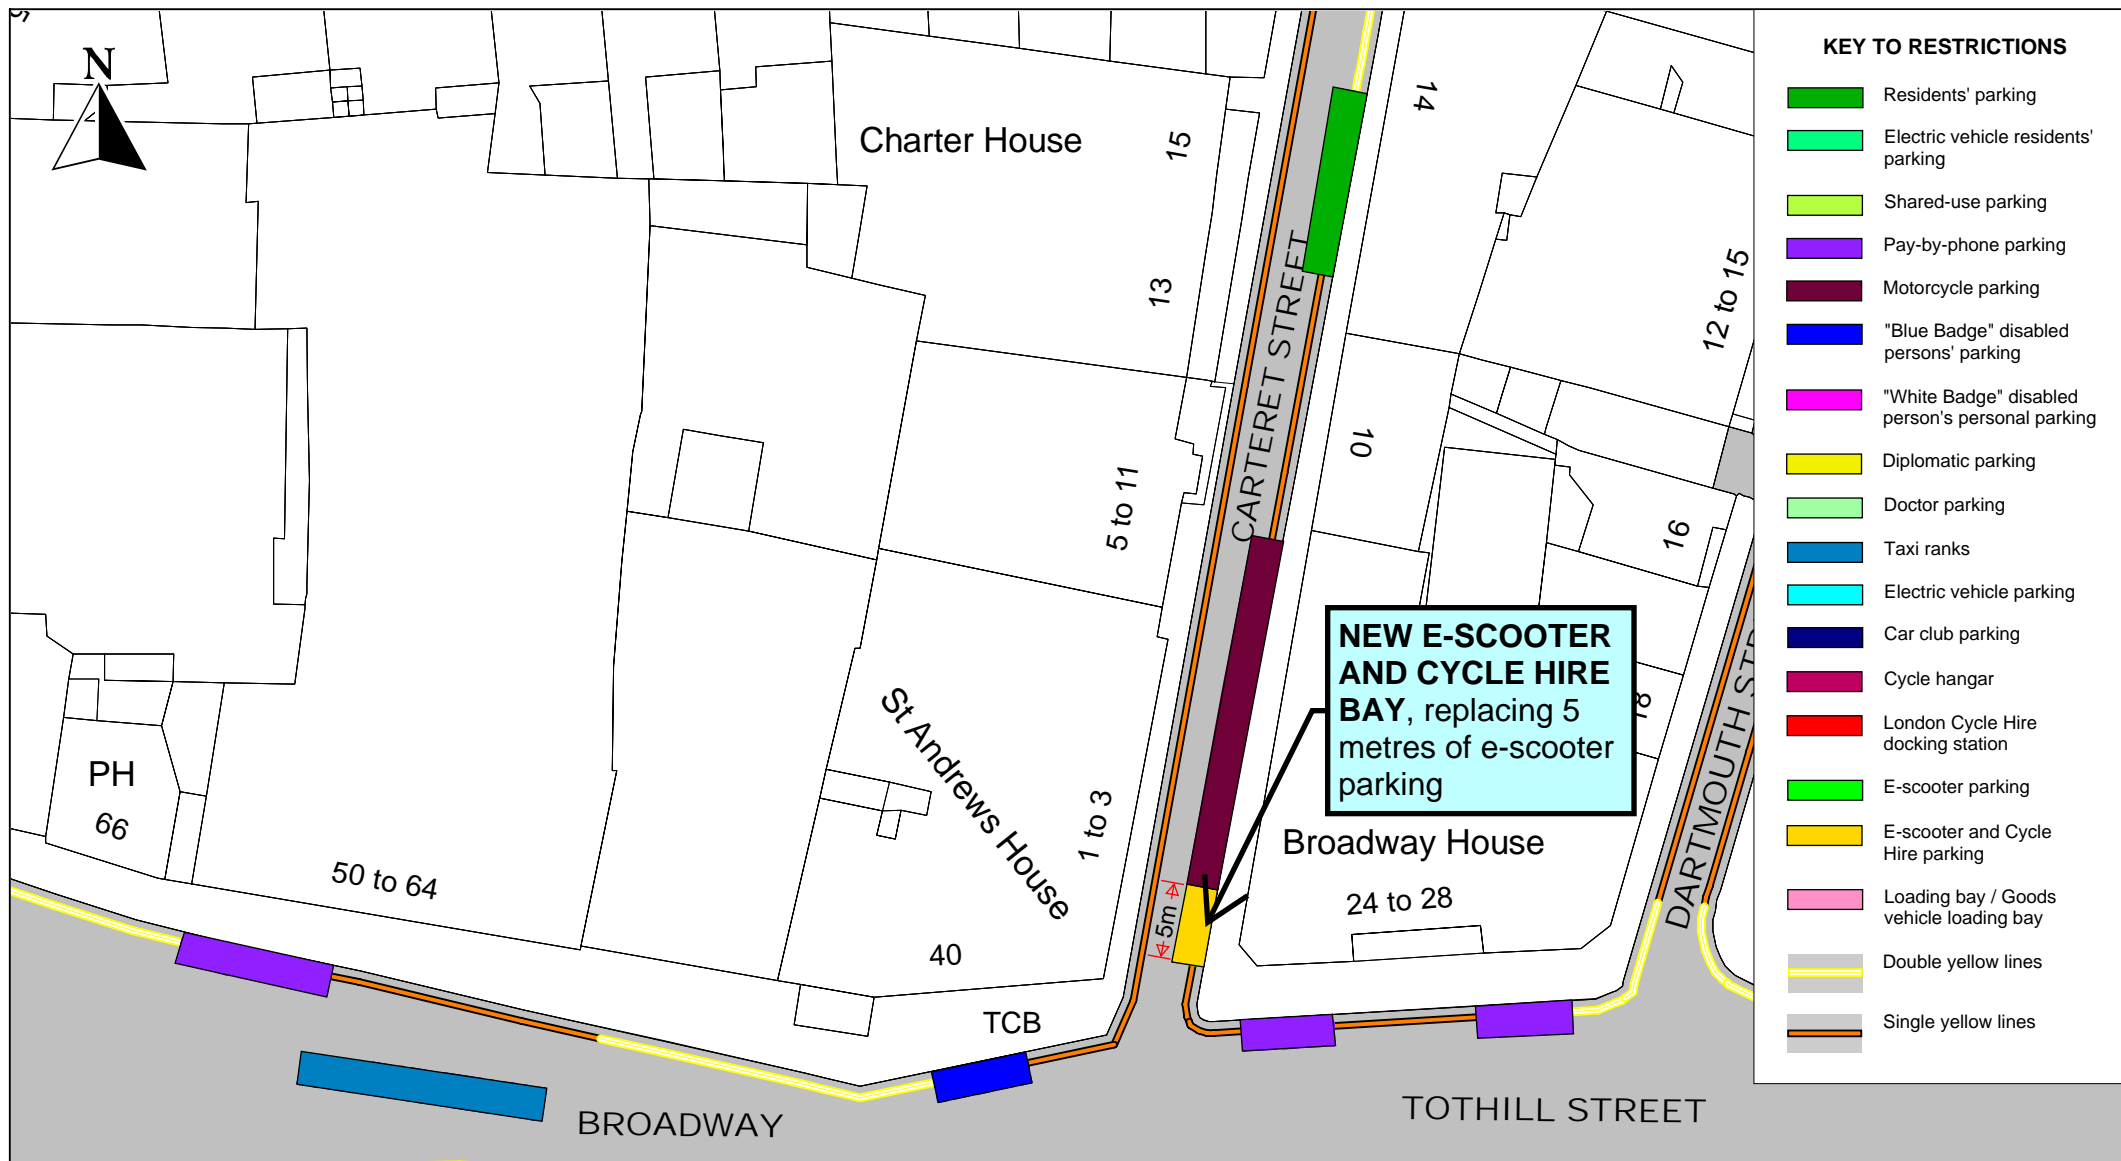 N
Charter House
15
14
13
12 to 15
CARTERET STREET
10
5 to 11
16
NEW E-SCOOTER
AND CYCLE HIRE
BAY, replacing 5
metres of e-scooter
parking
18
St Andrews House
1 to 3
PH
66
50 to 64
40
TCB
5m
Broadway House
24 to 28
DARTMOUTH STR
BROADWAY
TOTHILL STREET
KEY TO RESTRICTIONS
Residents' parking
Electric vehicle residents'
parking
Shared-use parking
Pay-by-phone parking
Motorcycle parking
"Blue Badge" disabled
persons' parking
"White Badge" disabled
person's personal parking
Diplomatic parking
Doctor parking
Taxi ranks
Electric vehicle parking
Car club parking
Cycle hangar
London Cycle Hire
docking station
E-scooter parking
E-scooter and Cycle
Hire parking
Loading bay / Goods
vehicle loading bay
Double yellow lines
Single yellow lines